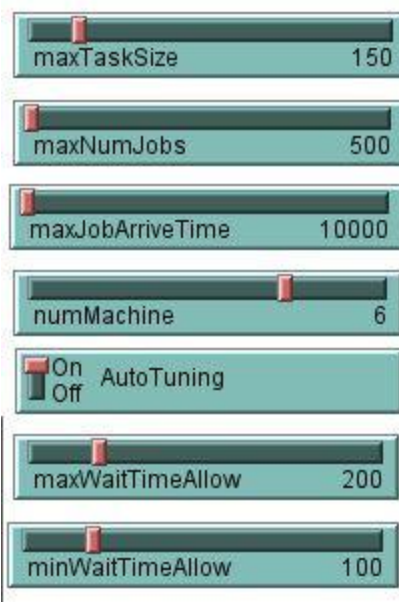 maxTaskSize 150
maxNumJobs 500
maxJobArriveTime 10000
numMachine 6
On
Off
AutoTuning
maxWaitTimeAllow 200
minWaitTimeAllow 100